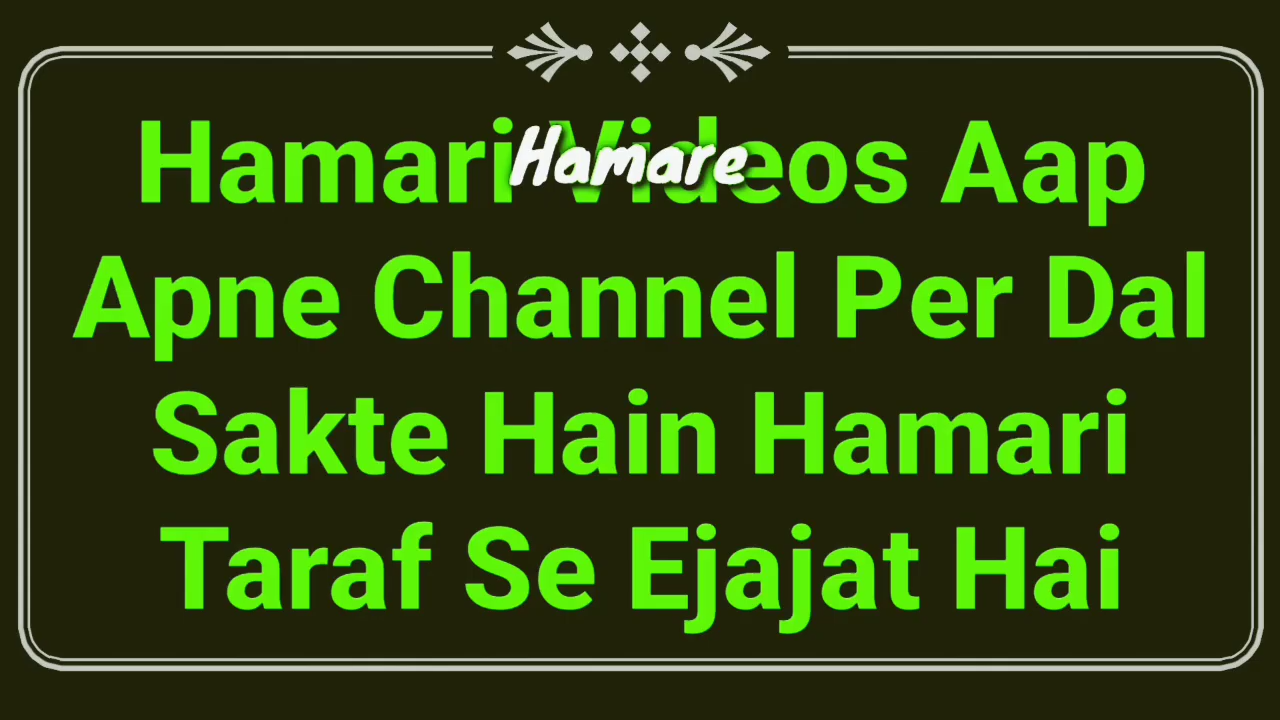 Hamari Videos Aap
Hamare
Apne Channel Per Dal
Sakte Hain Hamari
Taraf Se Ejajat Hai